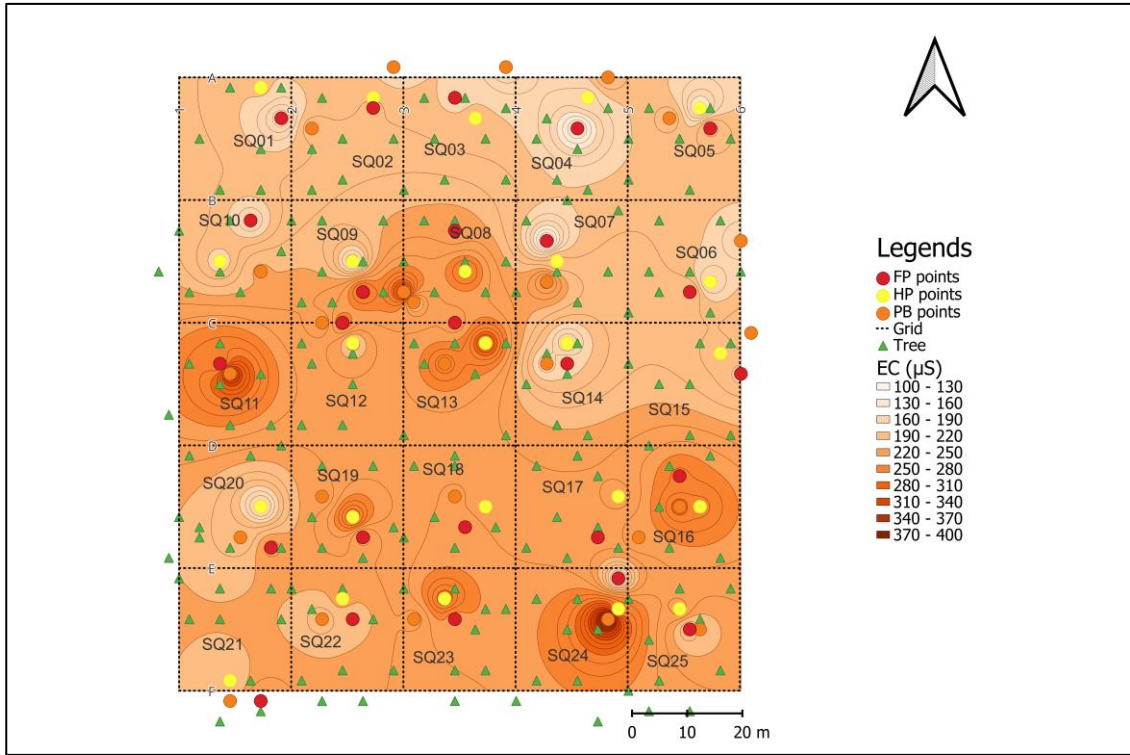 A
1 2 3 4 5 6
SQ01 SQ02 SQ03 SQ04 SQ05
B
SQ10 SQ09 SQ08 SQ07 SQ06
C
SQ11 SQ12 SQ13 SQ14 SQ15
D
SQ20 SQ19 SQ18 SQ17 SQ16
E
SQ21 SQ22 SQ23 SQ24 SQ25
F
Legends
FP points
HP points
PB points
Grid
Tree
EC (µS)
100 - 130
130 - 160
160 - 190
190 - 220
220 - 250
250 - 280
280 - 310
310 - 340
340 - 370
370 - 400
0 10 20 m